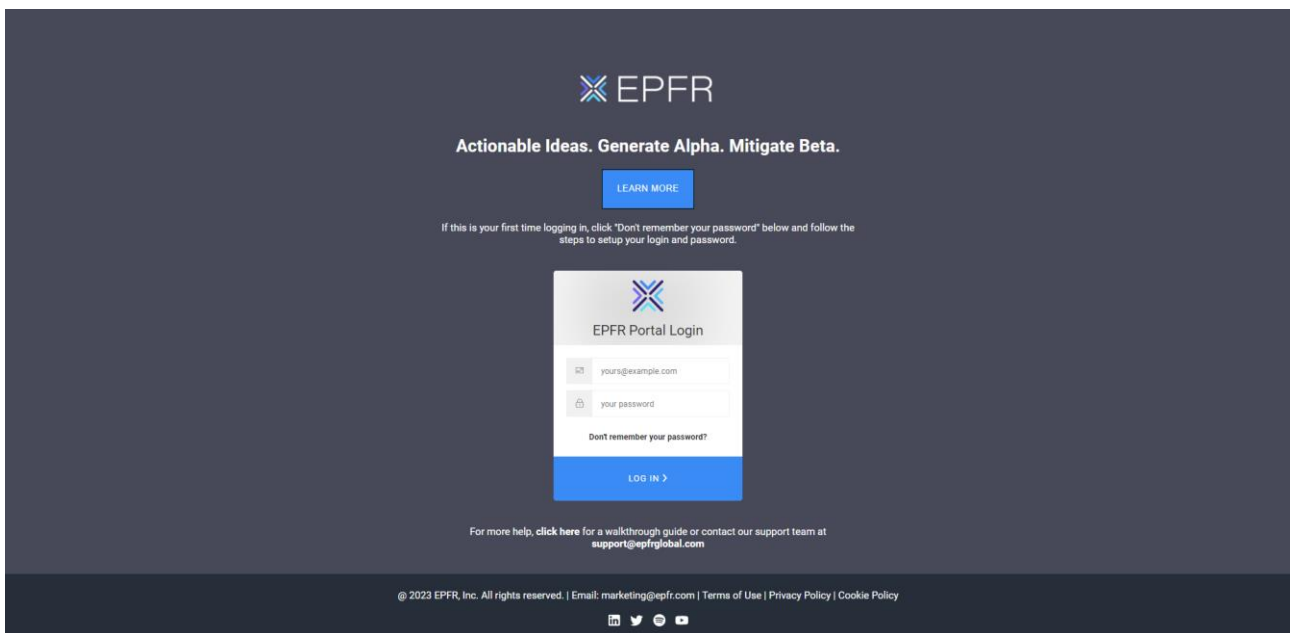 EPFR
Actionable Ideas. Generate Alpha. Mitigate Beta.
LEARN MORE
If this is your first time logging in, click "Don't remember your password" below and follow the
steps to setup your login and password.
EPFR Portal Login
yours@example.com
your password
Don't remember your password?
LOG IN >
For more help, click here for a walkthrough guide or contact our support team at
support@epfrglobal.com
@ 2023 EPFR, Inc. All rights reserved. | Email: marketing@epfr.com | Terms of Use | Privacy Policy | Cookie Policy
in